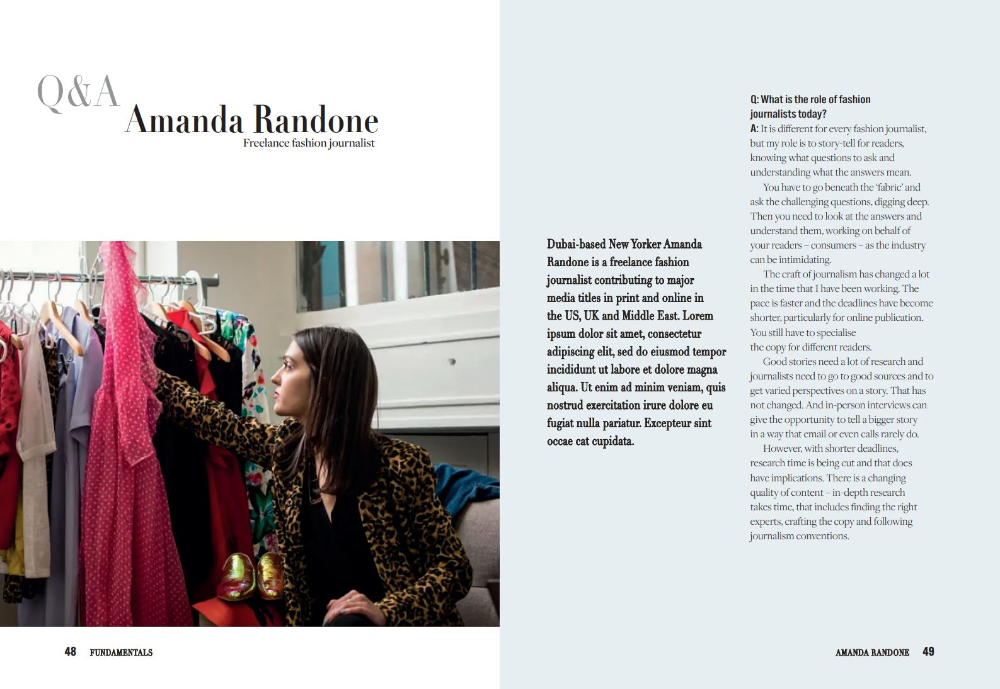 Q&A
Amanda Randone
Freelance fashion journalist
48 FUNDAMENTALS
Dubai-based New Yorker Amanda
Randone is a freelance fashion
journalist contributing to major
media titles in print and online in
the US, UK and Middle East. Lorem
ipsum dolor sit amet, consectetur
adipiscing elit, sed do eiusmod tempor
incididunt ut labore et dolore magna
aliqua. Ut enim ad minim veniam, quis
nostrud exercitation irure dolore eu
fugiat nulla pariatur. Excepteur sint
occae cat cupidata.
Q: What is the role of fashion
journalists today?
A: It is different for every fashion journalist,
but my role is to story-tell for readers,
knowing what questions to ask and
understanding what the answers mean.
You have to go beneath the ‘fabric’ and
ask the challenging questions, digging deep.
Then you need to look at the answers and
understand them, working on behalf of
your readers – consumers – as the industry
can be intimidating.
The craft of journalism has changed a lot
in the time that I have been working. The
pace is faster and the deadlines have become
shorter, particularly for online publication.
You still have to specialise
the copy for different readers.
Good stories need a lot of research and
journalists need to go to good sources and to
get varied perspectives on a story. That has
not changed. And in-person interviews can
give the opportunity to tell a bigger story
in a way that email or even calls rarely do.
However, with shorter deadlines,
research time is being cut and that does
have implications. There is a changing
quality of content – in-depth research
takes time, that includes finding the right
experts, crafting the copy and following
journalism conventions.
AMANDA RANDONE 49